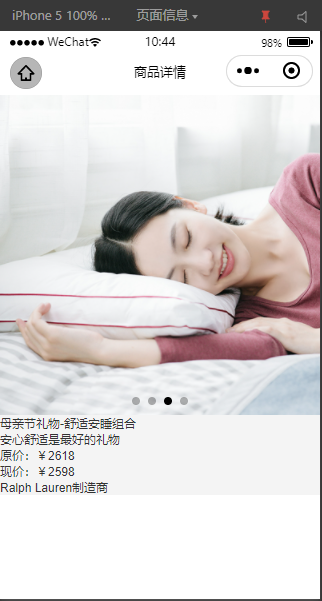 iPhone 5 100% ... 页面信息
WeChat 10:44 98%
商品详情
母亲节礼物-舒适安睡组合
安心舒适是最好的礼物
原价：￥2618
现价：￥2598
Ralph Lauren制造商